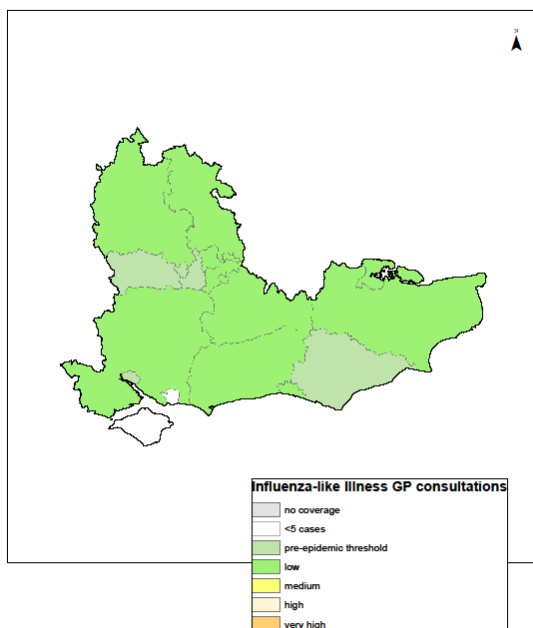 N
Influenza-like Illness GP consultations
no coverage
<5 cases
pre-epidemic threshold
low
medium
high
very high